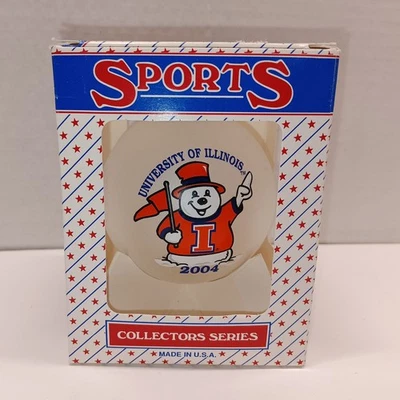 SPORTS
UNIVERSITY OF ILLINOIS
I
2004
COLLECTORS SERIES
MADE IN U.S.A.